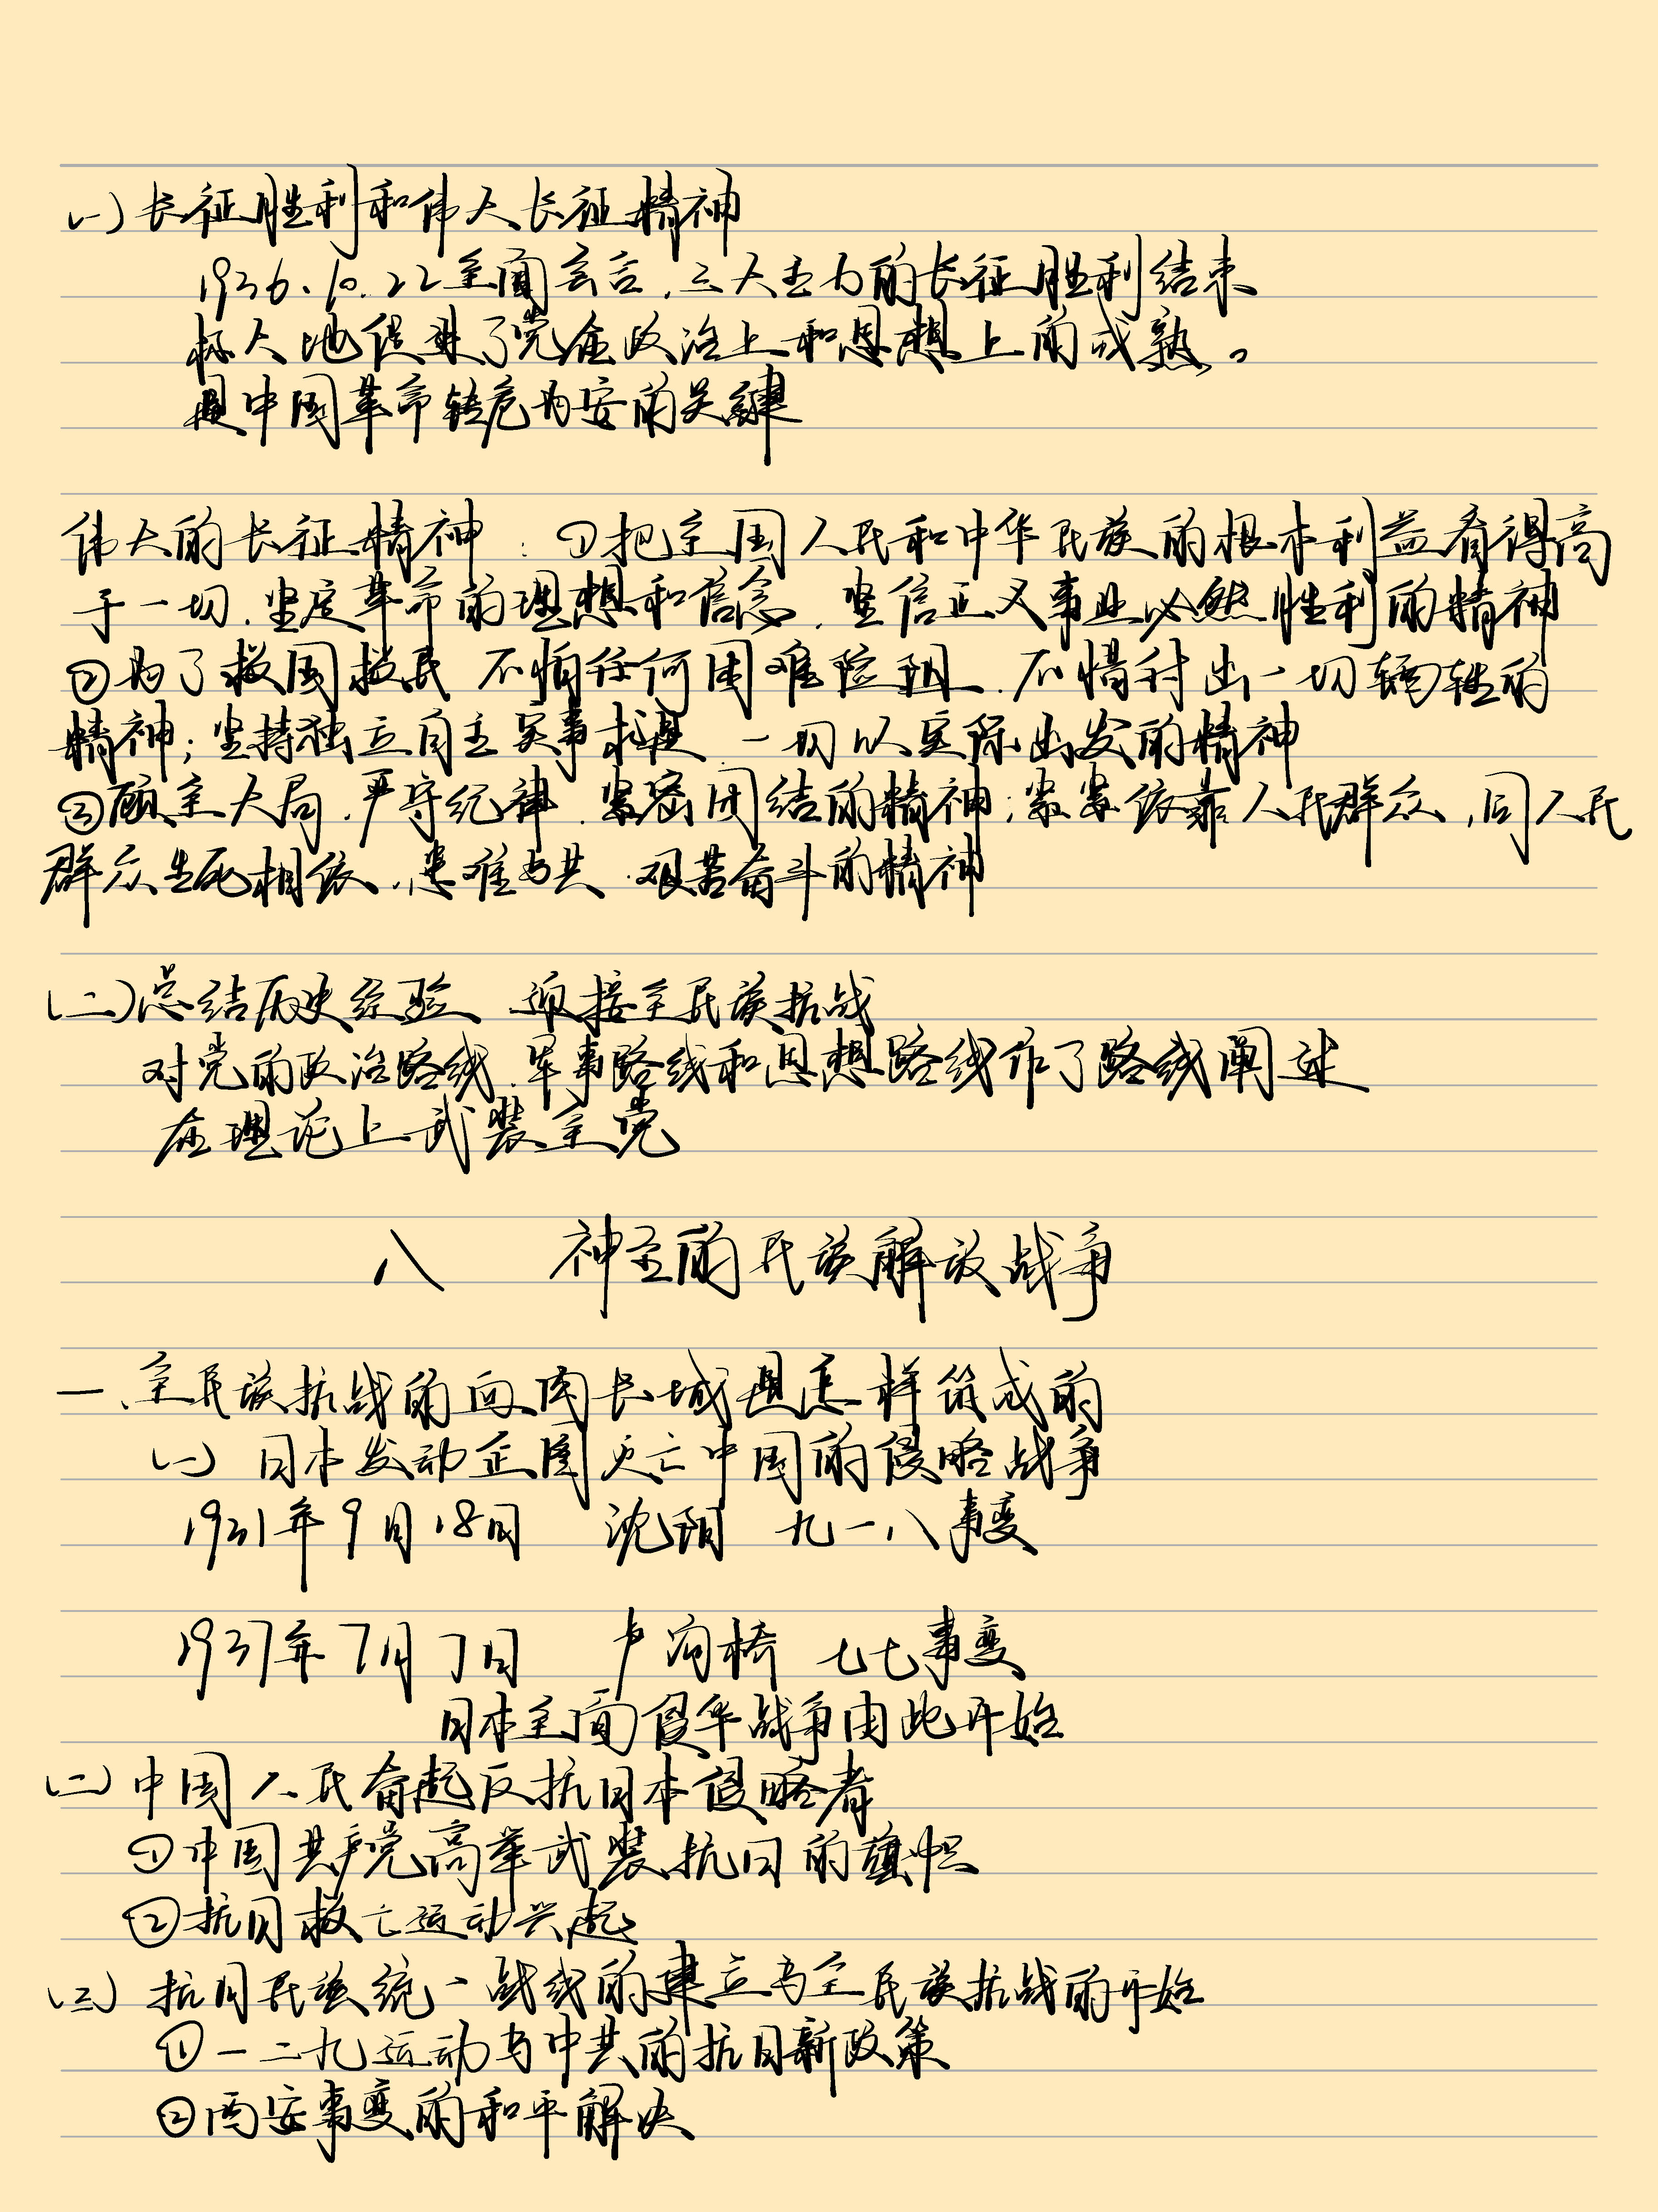 (一)长征胜利和伟大长征精神
1936.10.22全面宣言,三大主力的长征胜利结束
极大地促进了党在政治上和思想上的成熟。
是中国革命转危为安的关键
伟大的长征精神:①把全国人民和中华民族的根本利益看得高
于一切,坚定革命的理想和信念,坚信正义事业必然胜利的精神
②为了救国救民 不怕任何困难险阻、不惜付出一切牺牲的
精神;坚持独立自主实事求是、一切以实际出发的精神
③顾全大局、严守纪律、紧密团结的精神;紧紧依靠人民群众,同人民
群众生死相依、患难与共、艰苦奋斗的精神
(二)总结历史经验 迎接全民族抗战
对党的政治路线、军事路线和思想路线作了路线阐述
在理论上武装全党
八 神圣的民族解放战争
一、全民族抗战的血肉长城是怎样筑成的
(一) 日本发动企图灭亡中国的侵略战争
1931年9月18日 沈阳 九一八事变
1937年7月7日 卢沟桥 七七事变
日本全面侵华战争由此开始
(二)中国人民奋起反抗日本侵略者
①中国共产党高举武装抗日的旗帜
②抗日救亡运动兴起
(三) 抗日民族统一战线的建立与全民族抗战的开始
①一二九运动与中共的抗日新政策
②西安事变的和平解决